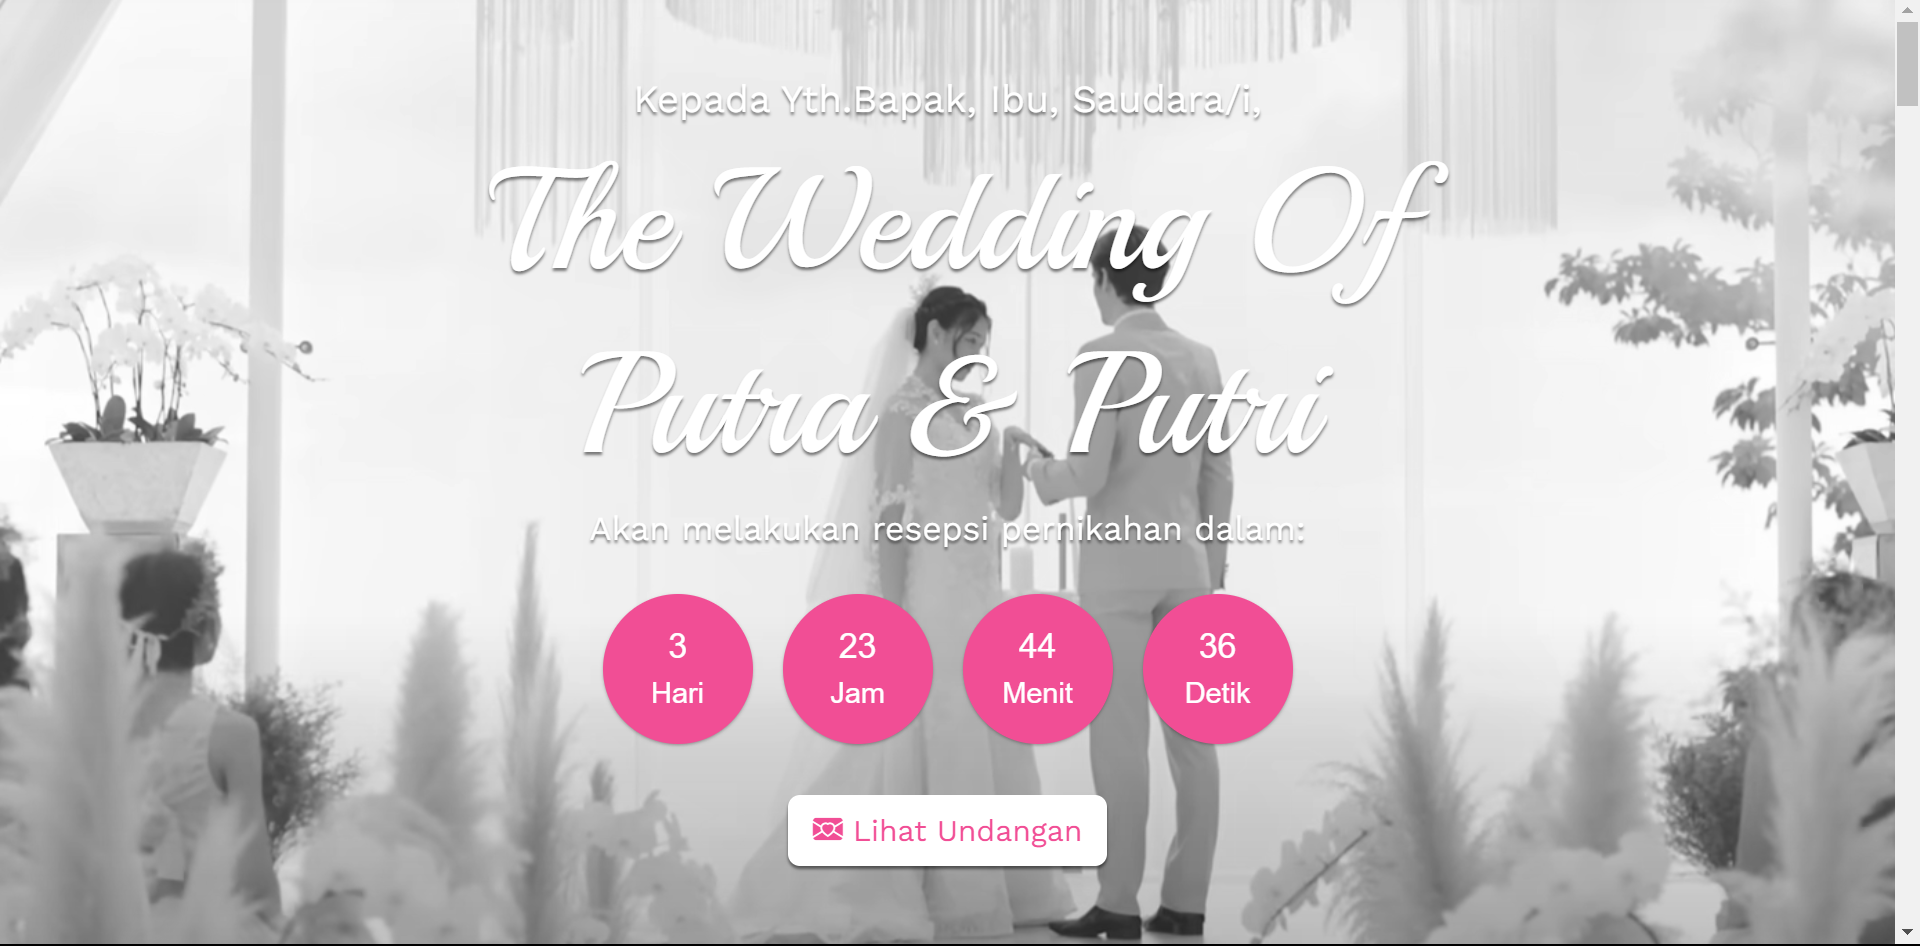 Kepada Yth.Bapak, Ibu, Saudara/i,
The Wedding Of
Putra & Putri
Akan melakukan resepsi pernikahan dalam:
3 23 44 36
Hari Jam Menit Detik
Lihat Undangan